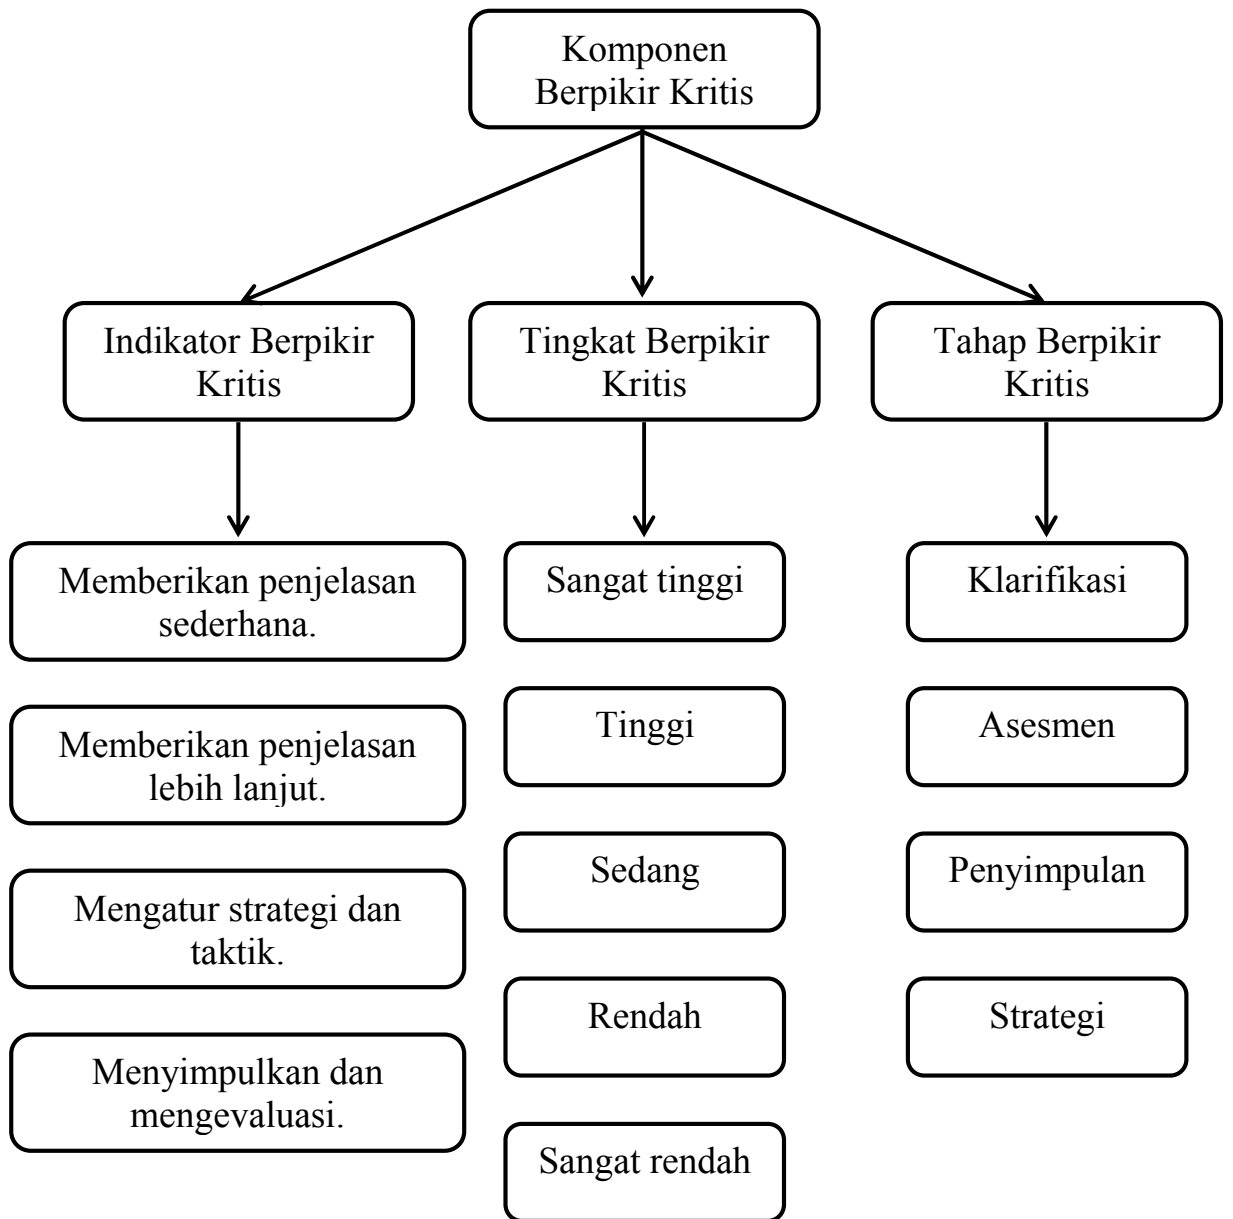 Komponen
Berpikir Kritis
Indikator Berpikir
Kritis
Tingkat Berpikir
Kritis
Tahap Berpikir
Kritis
Memberikan penjelasan
sederhana.
Memberikan penjelasan
lebih lanjut.
Mengatur strategi dan
taktik.
Menyimpulkan dan
mengevaluasi.
Sangat tinggi
Tinggi
Sedang
Rendah
Sangat rendah
Klarifikasi
Asesmen
Penyimpulan
Strategi